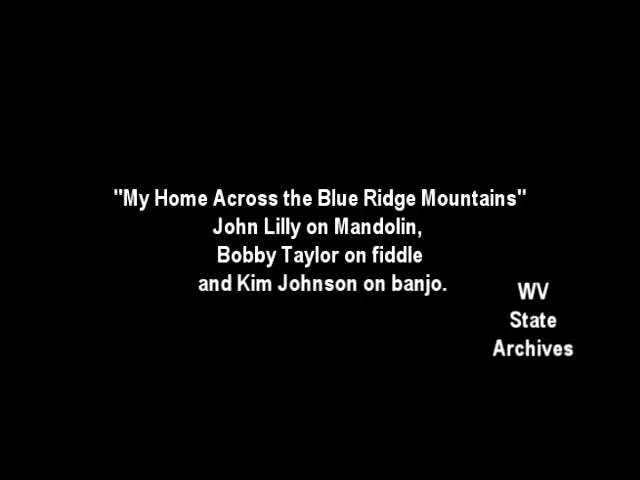 "My Home Across the Blue Ridge Mountains"
John Lilly on Mandolin,
Bobby Taylor on fiddle
and Kim Johnson on banjo.
WV
State
Archives